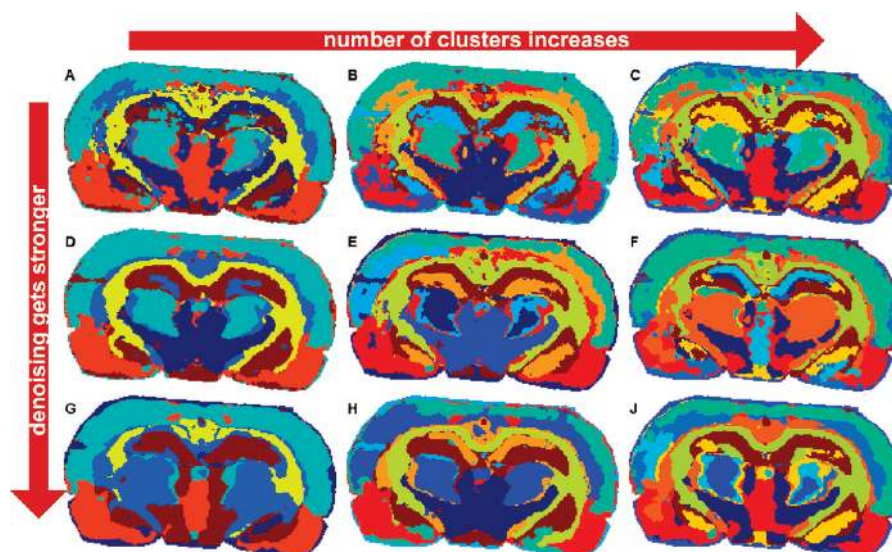 number of clusters increases
denoising gets stronger
A
B
C
D
E
F
G
H
J